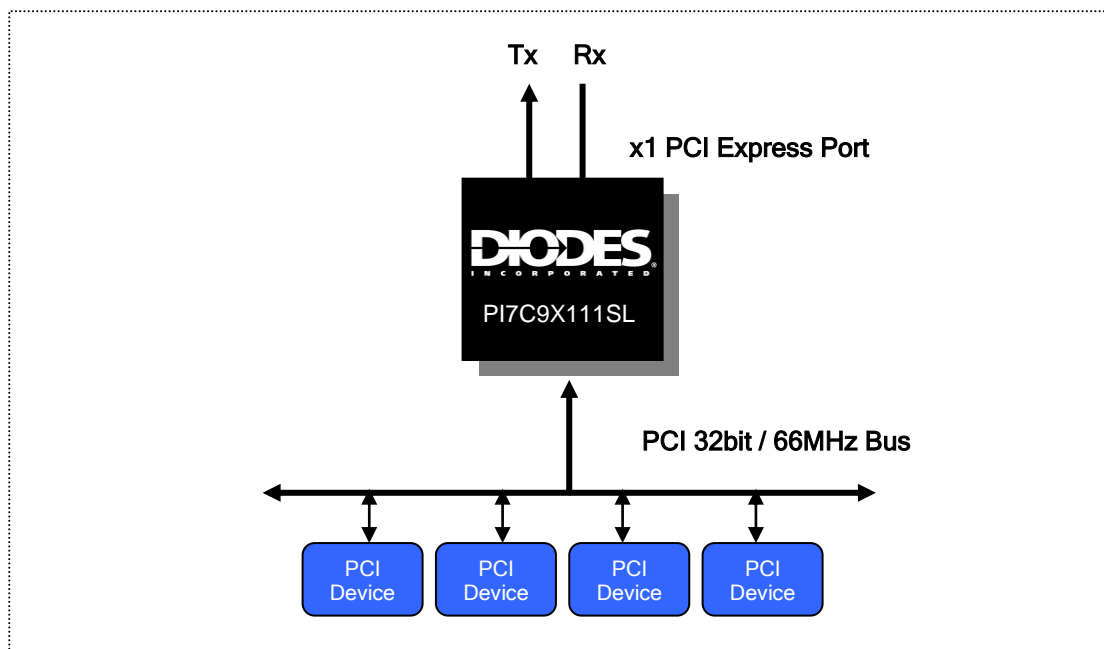 Tx Rx
x1 PCI Express Port
DIODES®
INCORPORATED
PI7C9X111SL
PCI 32bit / 66MHz Bus
PCI Device
PCI Device
PCI Device
PCI Device